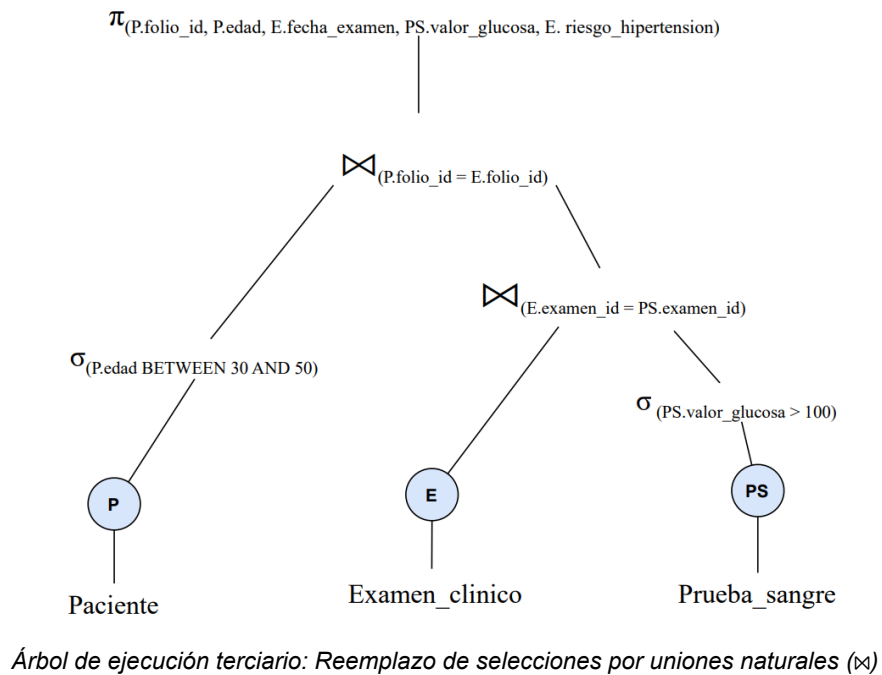 π(P.folio_id, P.edad, E.fecha_examen, PS.valor_glucosa, E. riesgo_hipertension)
⋈(P.folio_id = E.folio_id)
⋈(E.examen_id = PS.examen_id)
σ(P.edad BETWEEN 30 AND 50)
σ (PS.valor_glucosa > 100)
P
E
PS
Paciente
Examen_clinico
Prueba_sangre
Árbol de ejecución terciario: Reemplazo de selecciones por uniones naturales (⋈)